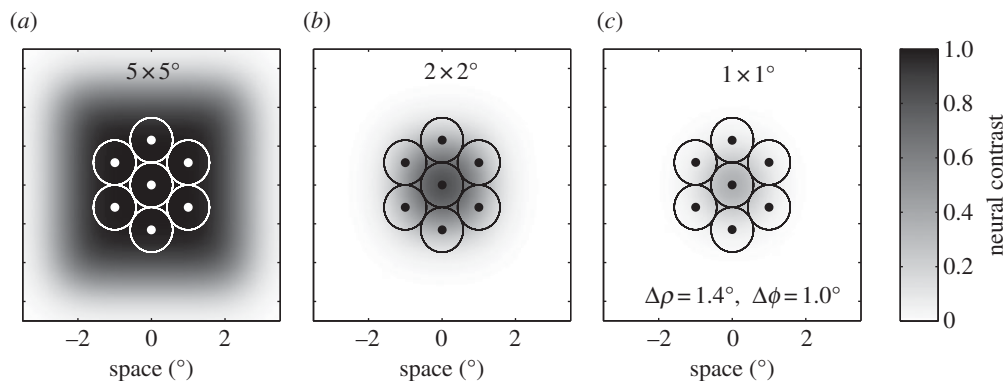 (a)
(b)
(c)
5 × 5°
2 × 2°
1 × 1°
Δρ = 1.4°, Δϕ = 1.0°
−2 0 2
−2 0 2
−2 0 2
space (°)
space (°)
space (°)
1.0
0.8
0.6
0.4
0.2
0
neural contrast